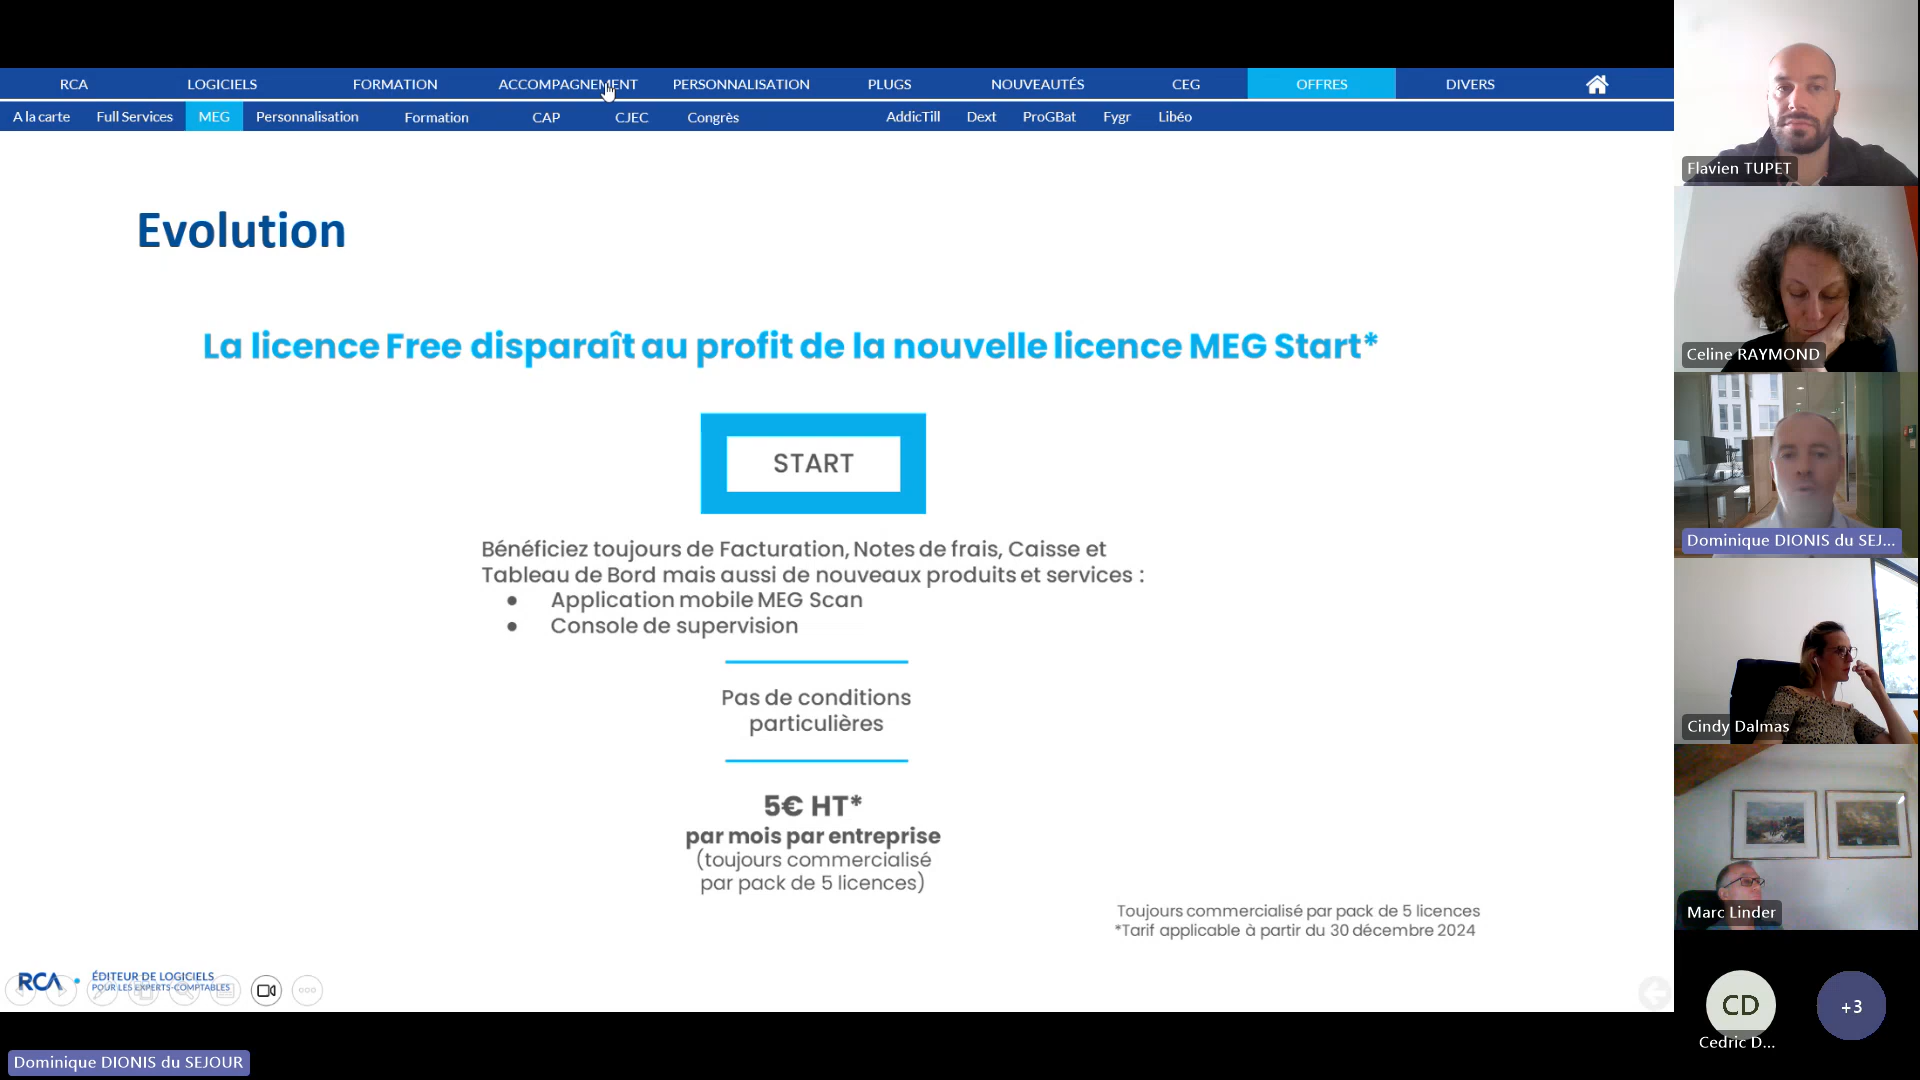 RCA LOGICIELS FORMATION ACCOMPAGNEMENT PERSONNALISATION PLUGS NOUVEAUTÉS CEG OFFRES DIVERS
A la carte Full Services MEG Personnalisation Formation CAP CJEC Congrès AddicTill Dext ProGBat Fygr Libéo
Evolution
La licence Free disparaît au profit de la nouvelle licence MEG Start*
START
Bénéficiez toujours de Facturation, Notes de frais, Caisse et
Tableau de Bord mais aussi de nouveaux produits et services :
• Application mobile MEG Scan
• Console de supervision
Pas de conditions
particulières
5€ HT*
par mois par entreprise
(toujours commercialisé
par pack de 5 licences)
Toujours commercialisé par pack de 5 licences
*Tarif applicable à partir du 30 décembre 2024
RCA
ÉDITEUR DE LOGICIELS
POUR LES EXPERTS-COMPTABLES
Dominique DIONIS du SEJOUR
Flavien TUPET
Celine RAYMOND
Dominique DIONIS du SEJ...
Cindy Dalmas
Marc Linder
CD
Cedric D...
+3